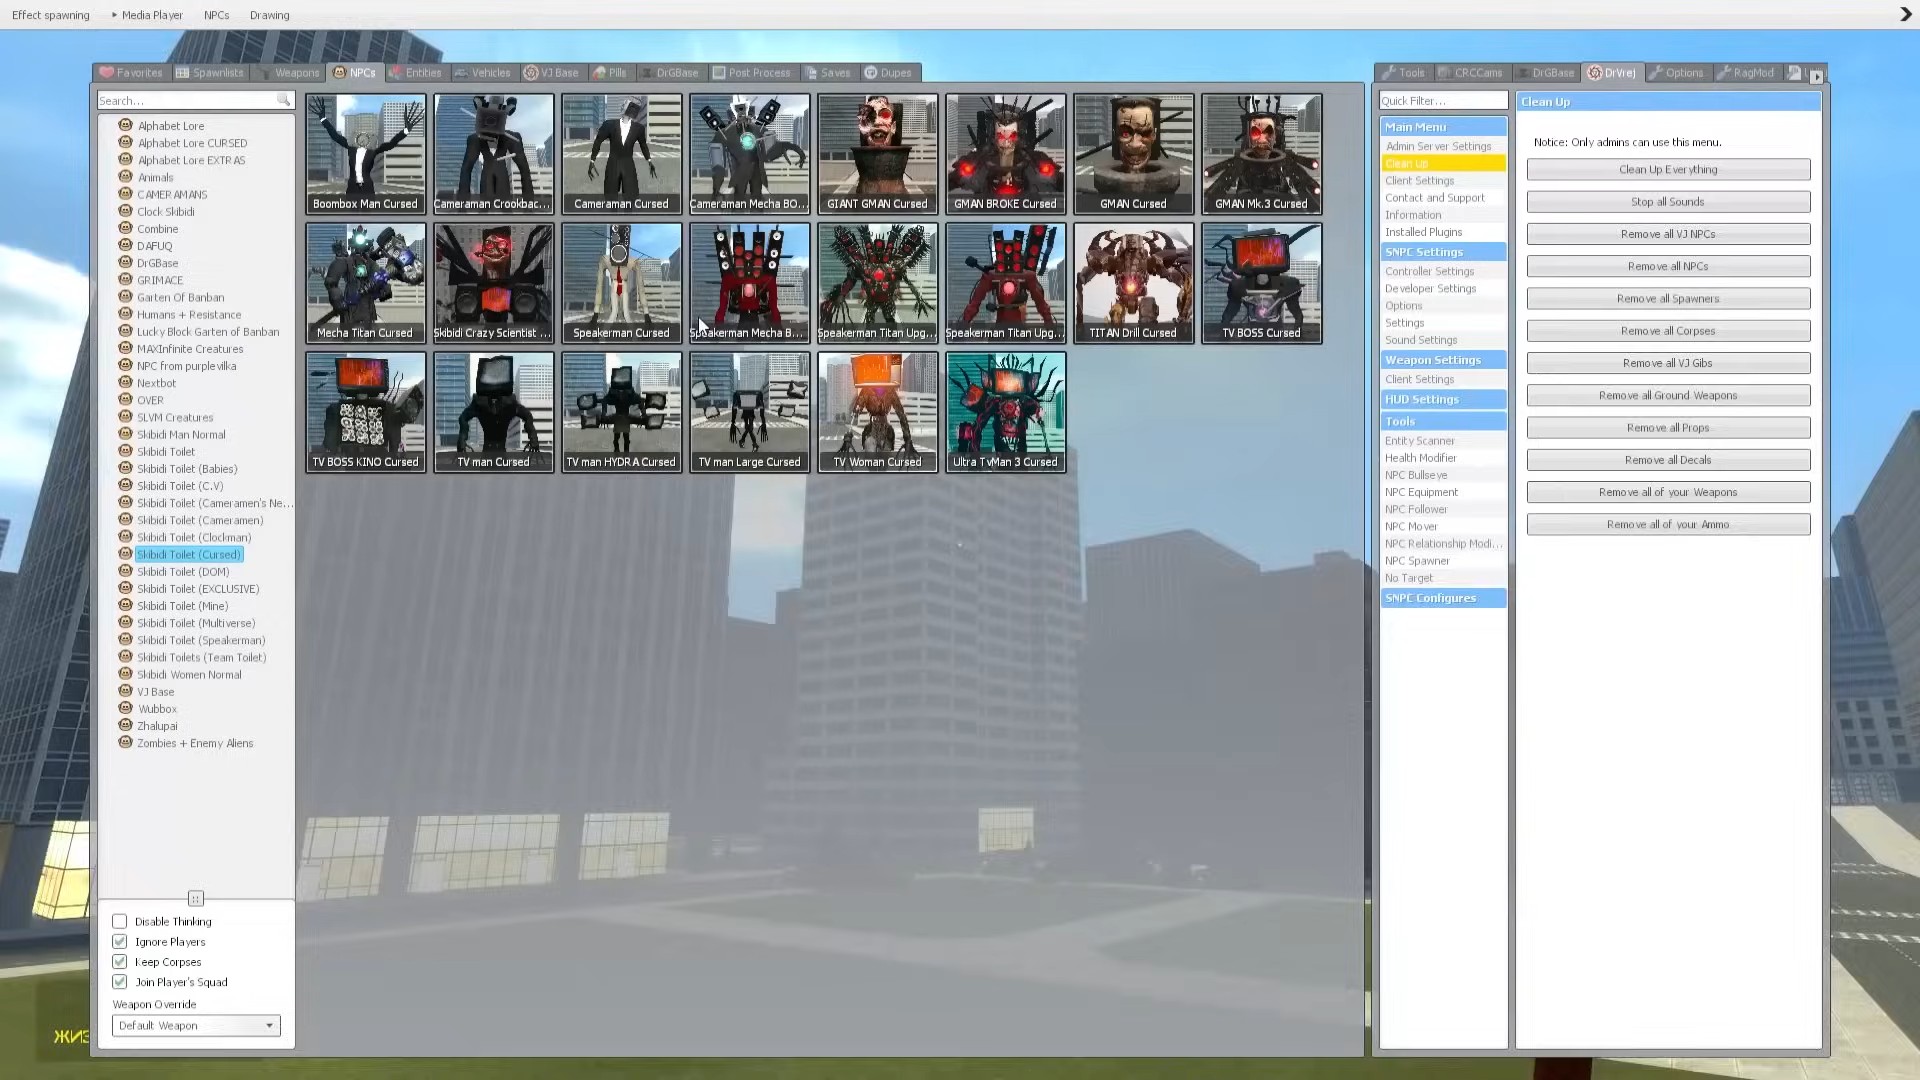 Effect spawning
Media Player
NPCs
Drawing
Favorites
Spawnlists
Weapons
NPCs
Entities
Vehicles
VJ Base
Pills
DrGBase
Post Process
Saves
Dupes
Search...
Alphabet Lore
Alphabet Lore CURSED
Alphabet Lore EXTRAS
Animals
CAMERAMANS
Clock Skibidi
Combine
DAFUQ
DrGBase
GRIMACE
Garten Of Banban
Humans + Resistance
Lucky Block Garten of Banban
MAXInfinite Creatures
NPC from purplevilka
Nextbot
OVER
SLVM Creatures
Skibidi Man Normal
Skibidi Toilet
Skibidi Toilet (Babies)
Skibidi Toilet (C.V)
Skibidi Toilet (Cameramen's Ne...
Skibidi Toilet (Cameramen)
Skibidi Toilet (Clockman)
Skibidi Toilet (Cursed)
Skibidi Toilet (DOM)
Skibidi Toilet (EXCLUSIVE)
Skibidi Toilet (Mine)
Skibidi Toilet (Multiverse)
Skibidi Toilet (Speakerman)
Skibidi Toilets (Team Toilet)
Skibidi Women Normal
VJ Base
Wubbox
Zhalupai
Zombies + Enemy Aliens
Disable Thinking
Ignore Players
Keep Corpses
Join Player's Squad
Weapon Override
Default Weapon
Boombox Man Cursed
Cameraman Crookbac...
Cameraman Cursed
Cameraman Mecha BO...
GIANT GMAN Cursed
GMAN BROKE Cursed
GMAN Cursed
GMAN Mk.3 Cursed
Mecha Titan Cursed
Skibidi Crazy Scientist ...
Speakerman Cursed
Speakerman Mecha B...
Speakerman Titan Upg...
Speakerman Titan Upg...
TITAN Drill Cursed
TV BOSS Cursed
TV BOSS KINO Cursed
TV man Cursed
TV man HYDRA Cursed
TV man Large Cursed
TV Woman Cursed
Ultra TvMan 3 Cursed
Tools
CRCCams
DrGBase
DrVrej
Options
RagMod
Quick Filter...
Main Menu
Admin Server Settings
Clean Up
Client Settings
Contact and Support
Information
Installed Plugins
SNPC Settings
Controller Settings
Developer Settings
Options
Settings
Sound Settings
Weapon Settings
Client Settings
HUD Settings
Tools
Entity Scanner
Health Modifier
NPC Bullseye
NPC Equipment
NPC Follower
NPC Mover
NPC Relationship Modi...
NPC Spawner
No Target
SNPC Configures
Clean Up
Notice: Only admins can use this menu.
Clean Up Everything
Stop all Sounds
Remove all VJ NPCs
Remove all NPCs
Remove all Spawners
Remove all Corpses
Remove all VJ Gibs
Remove all Ground Weapons
Remove all Props
Remove all Decals
Remove all of your Weapons
Remove all of your Ammo